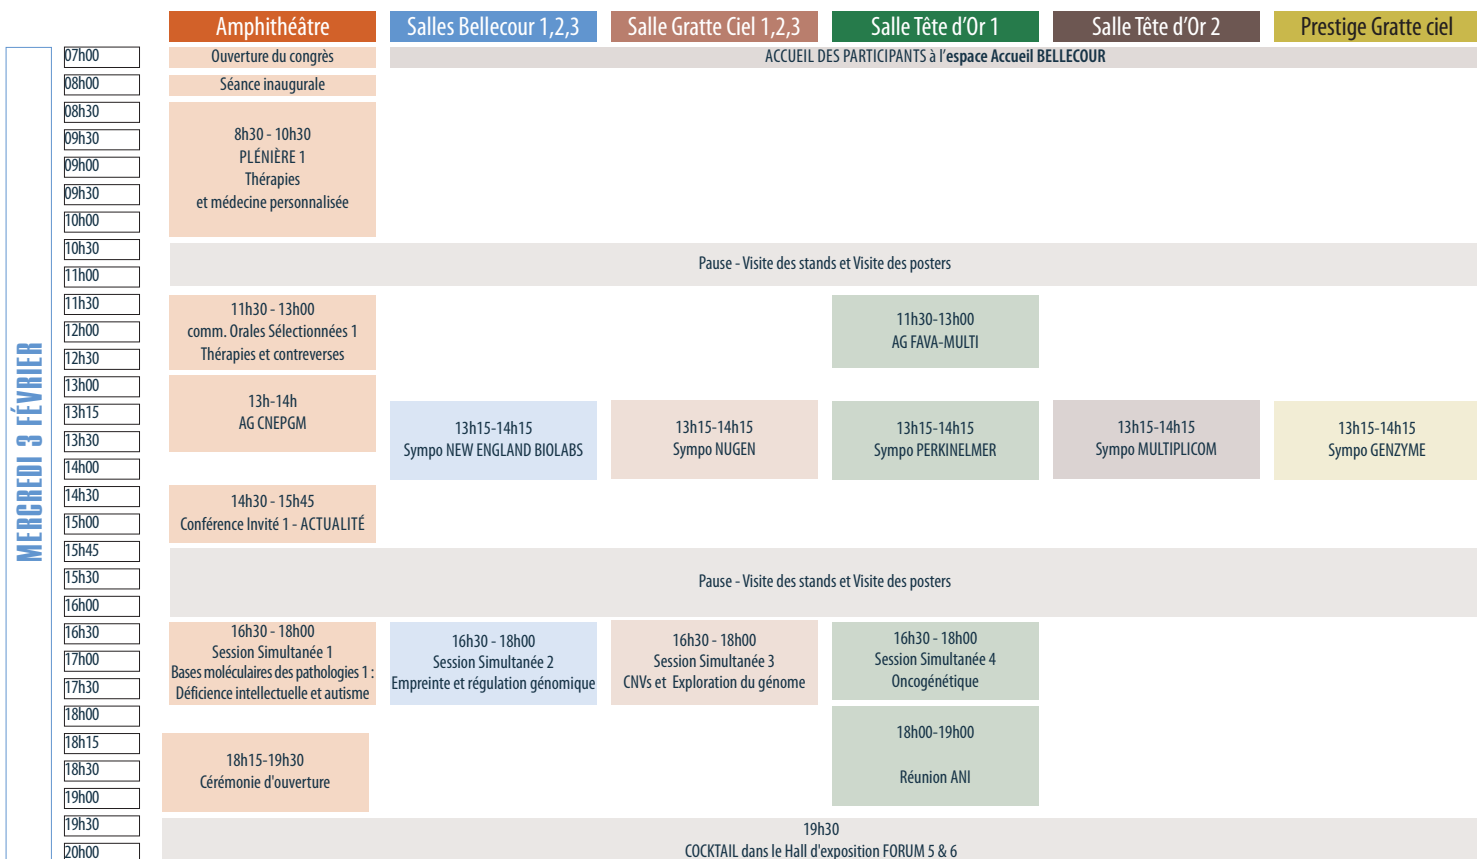 Amphithéâtre
Salles Bellecour 1,2,3
Salle Gratte Ciel 1,2,3
Salle Tête d'Or 1
Salle Tête d'Or 2
Prestige Gratte ciel
MERCREDI 3 FÉVRIER
07h00
Ouverture du congrès
ACCUEIL DES PARTICIPANTS à l'espace Accueil BELLECOUR
08h00
Séance inaugurale
08h30
09h30
09h00
09h30
10h00
8h30 - 10h30
PLÉNIÈRE 1
Thérapies
et médecine personnalisée
10h30
11h00
Pause - Visite des stands et Visite des posters
11h30
12h00
12h30
11h30 - 13h00
comm. Orales Sélectionnées 1
Thérapies et contreverses
11h30-13h00
AG FAVA-MULTI
13h00
13h15
13h30
14h00
13h-14h
AG CNEPGM
13h15-14h15
Sympo NEW ENGLAND BIOLABS
13h15-14h15
Sympo NUGEN
13h15-14h15
Sympo PERKINELMER
13h15-14h15
Sympo MULTIPLICOM
13h15-14h15
Sympo GENZYME
14h30
15h00
14h30 - 15h45
Conférence Invité 1 - ACTUALITÉ
15h45
15h30
16h00
Pause - Visite des stands et Visite des posters
16h30
17h00
17h30
16h30 - 18h00
Session Simultanée 1
Bases moléculaires des pathologies 1 :
Déficience intellectuelle et autisme
16h30 - 18h00
Session Simultanée 2
Empreinte et régulation génomique
16h30 - 18h00
Session Simultanée 3
CNVs et Exploration du génome
16h30 - 18h00
Session Simultanée 4
Oncogénétique
18h00
18h15
18h30
19h00
18h15-19h30
Cérémonie d'ouverture
18h00-19h00
Réunion ANI
19h30
20h00
19h30
COCKTAIL dans le Hall d'exposition FORUM 5 & 6